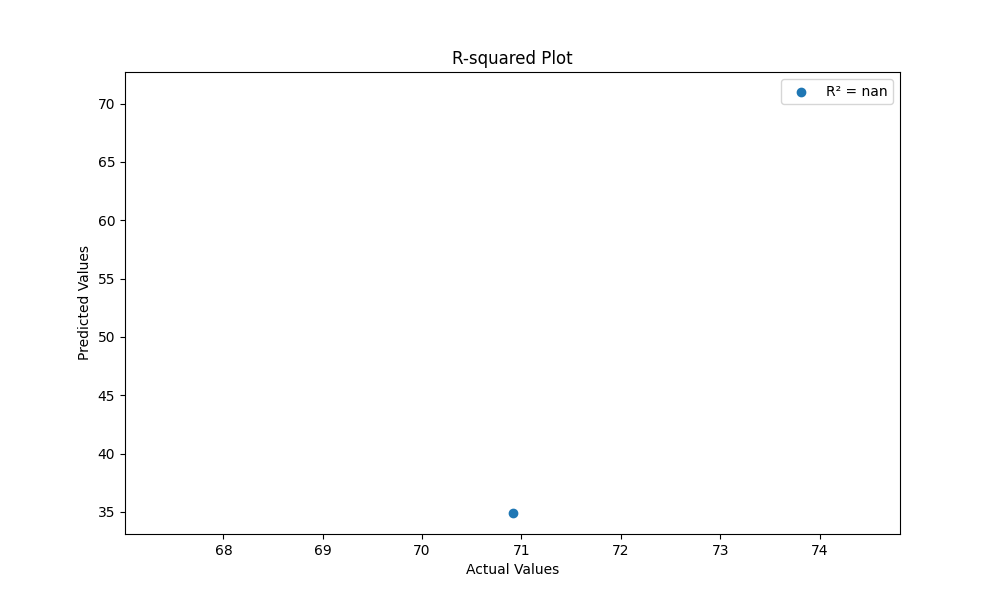 R-squared Plot
R² = nan
70
65
60
55
50
45
40
35
Predicted Values
68 69 70 71 72 73 74
Actual Values